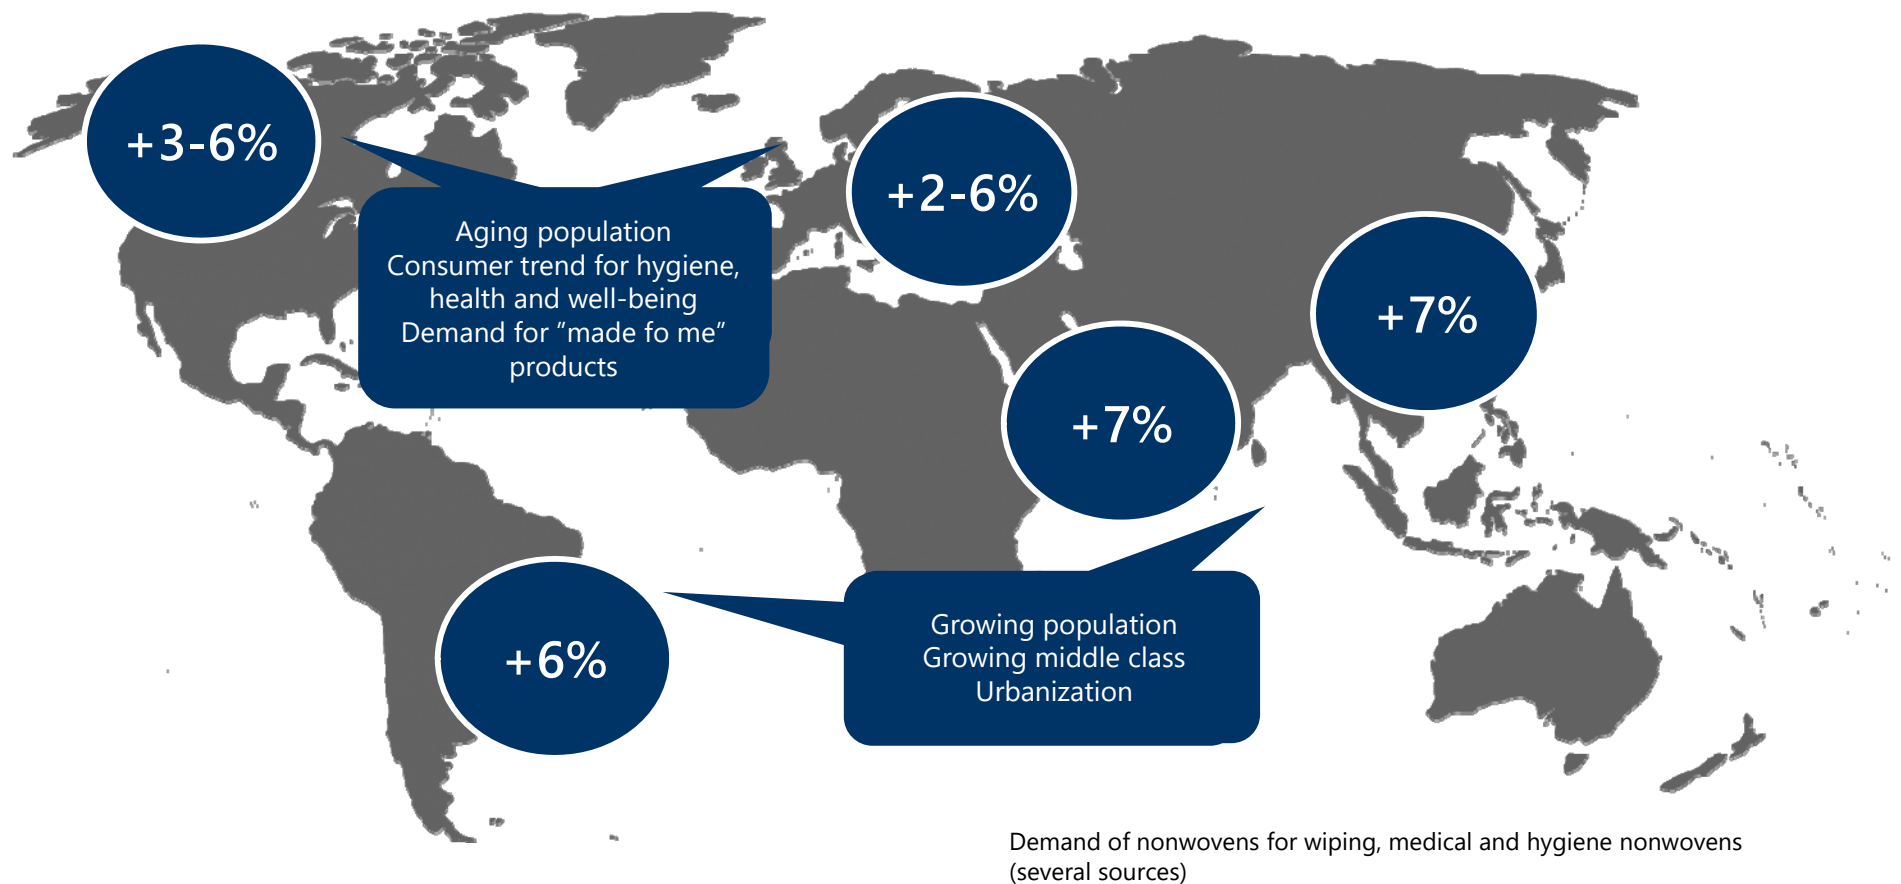 +3-6%
+2-6%
Aging population
Consumer trend for hygiene,
health and well-being
Demand for ”made fo me”
products
+7%
+7%
+6%
Growing population
Growing middle class
Urbanization
Demand of nonwovens for wiping, medical and hygiene nonwovens
(several sources)